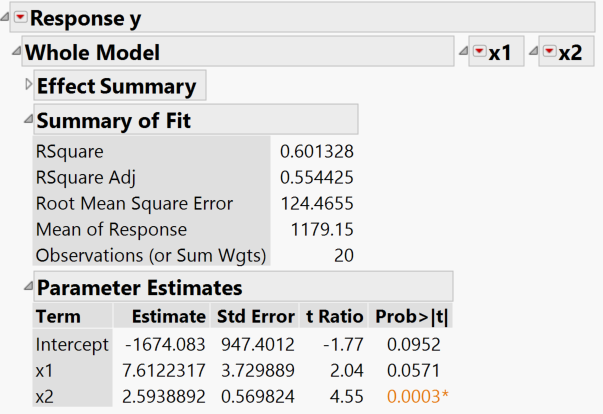 Response y
Whole Model x1 x2
Effect Summary
Summary of Fit
RSquare 0.601328
RSquare Adj 0.554425
Root Mean Square Error 124.4655
Mean of Response 1179.15
Observations (or Sum Wgts) 20
Parameter Estimates
Term Estimate Std Error t Ratio Prob>|t|
Intercept -1674.083 947.4012 -1.77 0.0952
x1 7.6122317 3.729889 2.04 0.0571
x2 2.5938892 0.569824 4.55 0.0003*